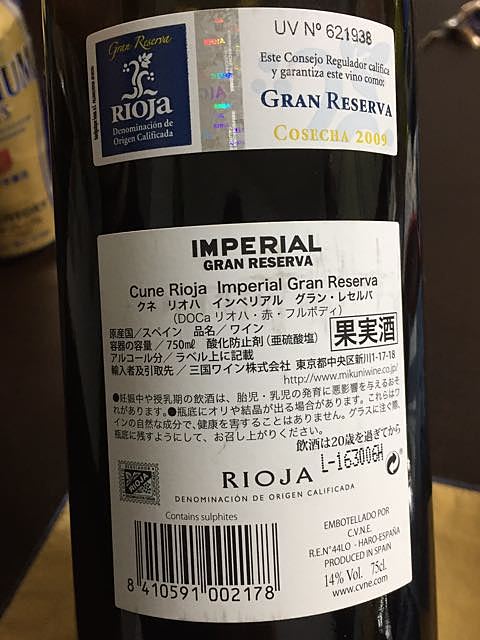 Gran Reserva
RIOJA
Denominación de
Origen Calificada
UV Nº 621938
Este Consejo Regulador califica
y garantiza este vino como:
GRAN RESERVA
COSECHA 2009
IMPERIAL
GRAN RESERVA
Cune Rioja Imperial Gran Reserva
クネ リオハ インペリアル グラン・レセルバ
(DOCa リオハ・赤・フルボディ)
原産国/スペイン 品名/ワイン
容器の容量/750㎖ 酸化防止剤(亜硫酸塩)
アルコール分/ラベル上に記載
果実酒
輸入者及引取先/三国ワイン株式会社 東京都中央区新川1-17-18
http://www.mikuniwine.co.jp/
●妊娠中や授乳期の飲酒は、胎児・乳児の発育に悪影響を与えるおそ
れがあります。●瓶底にオリや結晶が出る場合があります。これらはワ
インの自然な成分で、健康を害することはありません。グラスに注ぐ際、
瓶底に残すようにして、お召し上がりください。
飲酒は20歳を過ぎてから
L-163006H
RIOJA
®
DENOMINACIÓN DE ORIGEN CALIFICADA
RIOJA
Contains sulphites
8 410591 002178
EMBOTELLADO POR
C.V.N.E.
R.E.Nº44LO - HARO-ESPAÑA
PRODUCED IN SPAIN
14% Vol. 75cl.
www.cvne.com